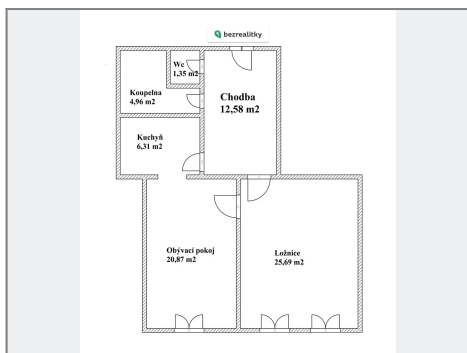 bezrealitky
Wc
1,35 m2
Koupelna
4,96 m2
Chodba
12,58 m2
Kuchyň
6,31 m2
Obývací pokoj
20,87 m2
Ložnice
25,69 m2